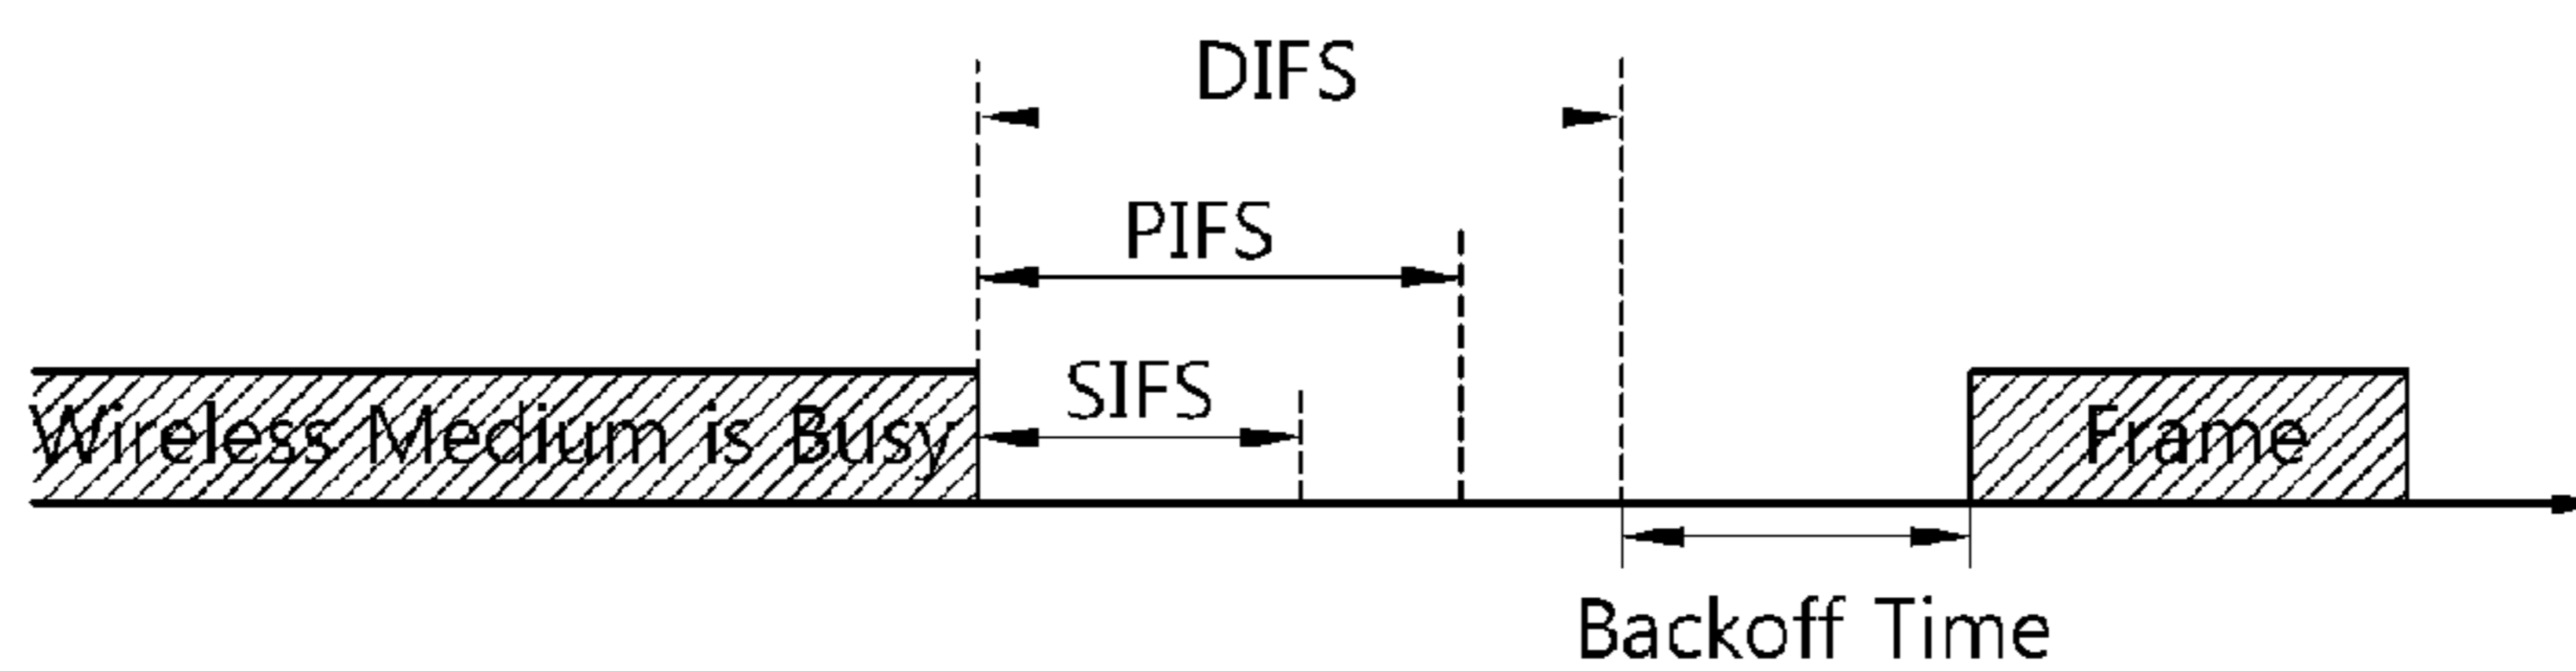 DIFS
PIFS
SIFS
Wireless Medium is Busy
Frame
Backoff Time